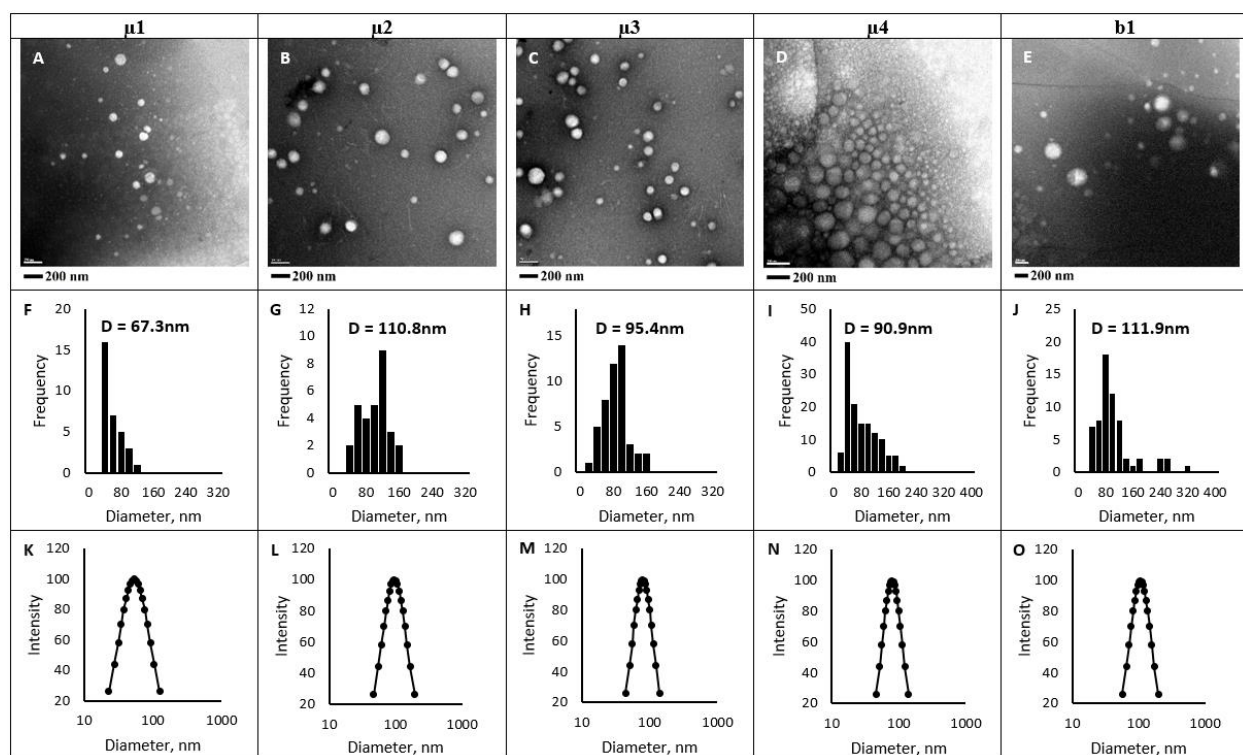 μ1 μ2 μ3 μ4 b1
A B C D E
200 nm 200 nm 200 nm 200 nm 200 nm
F
D = 67.3nm
Frequency
20
15
10
5
0
0 80 160 240 320
Diameter, nm
G
D = 110.8nm
Frequency
12
10
8
6
4
2
0
0 80 160 240 320
Diameter, nm
H
D = 95.4nm
Frequency
15
10
5
0
0 80 160 240 320
Diameter, nm
I
D = 90.9nm
Frequency
50
40
30
20
10
0
0 80 160 240 320 400
Diameter, nm
J
D = 111.9nm
Frequency
25
20
15
10
5
0
0 80 160 240 320 400
Diameter, nm
K
Intensity
120
100
80
60
40
20
10 100 1000
Diameter, nm
L
Intensity
120
100
80
60
40
20
10 100 1000
Diameter, nm
M
Intensity
120
100
80
60
40
20
10 100 1000
Diameter, nm
N
Intensity
120
100
80
60
40
20
10 100 1000
Diameter, nm
O
Intensity
120
100
80
60
40
20
10 100 1000
Diameter, nm